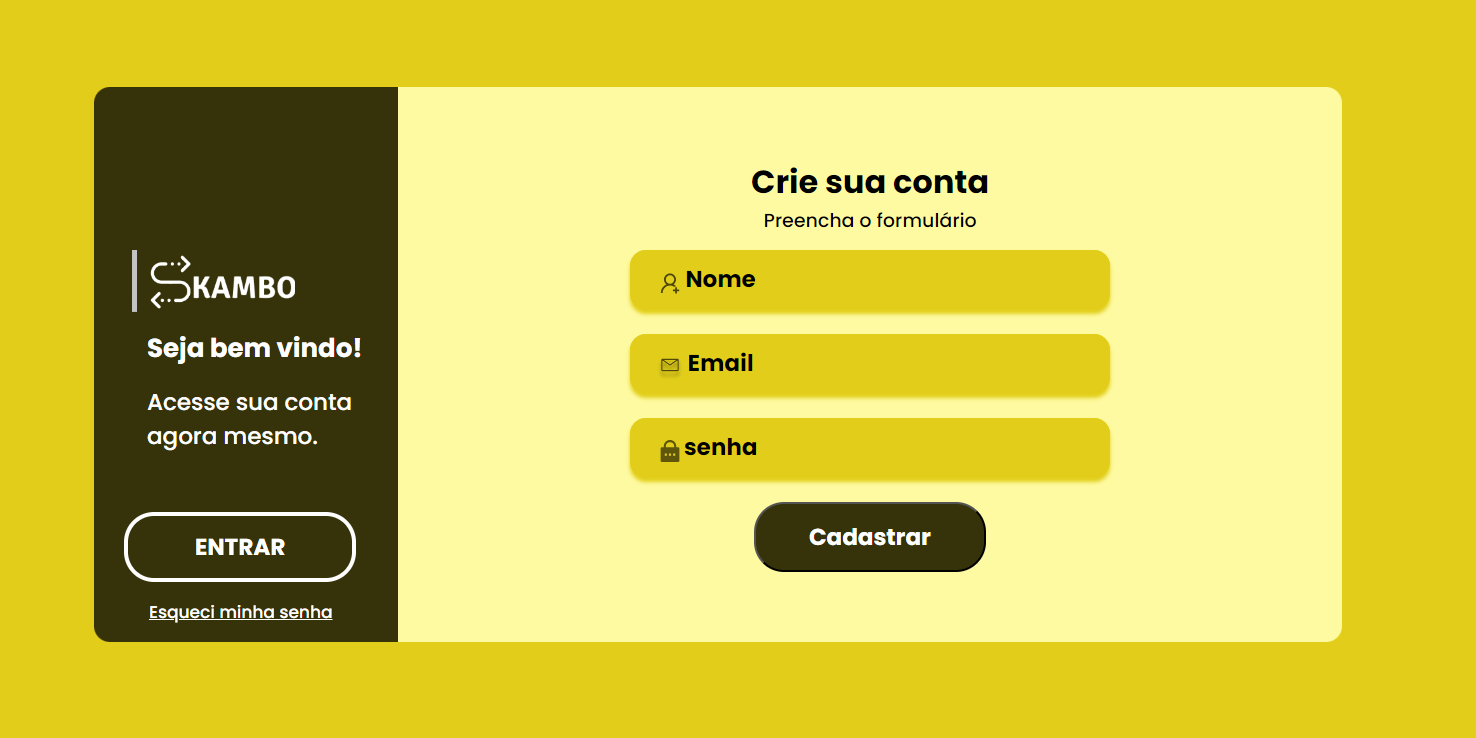 SKAMBO
Seja bem vindo!
Acesse sua conta
agora mesmo.
ENTRAR
Esqueci minha senha
Crie sua conta
Preencha o formulário
Nome
Email
senha
Cadastrar